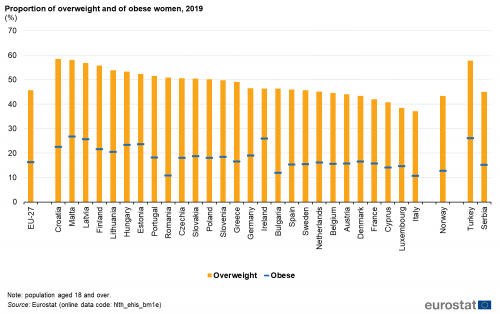 Proportion of overweight and of obese women, 2019
(%)
70
60
50
40
30
20
10
0
EU-27
Croatia
Malta
Latvia
Finland
Lithuania
Hungary
Estonia
Portugal
Romania
Czechia
Slovakia
Poland
Slovenia
Greece
Germany
Ireland
Bulgaria
Spain
Sweden
Netherlands
Belgium
Austria
Denmark
France
Cyprus
Luxembourg
Italy
Norway
Turkey
Serbia
Overweight
Obese
Note: population aged 18 and over.
Source: Eurostat (online data code: hlth_ehis_bm1e)
eurostat